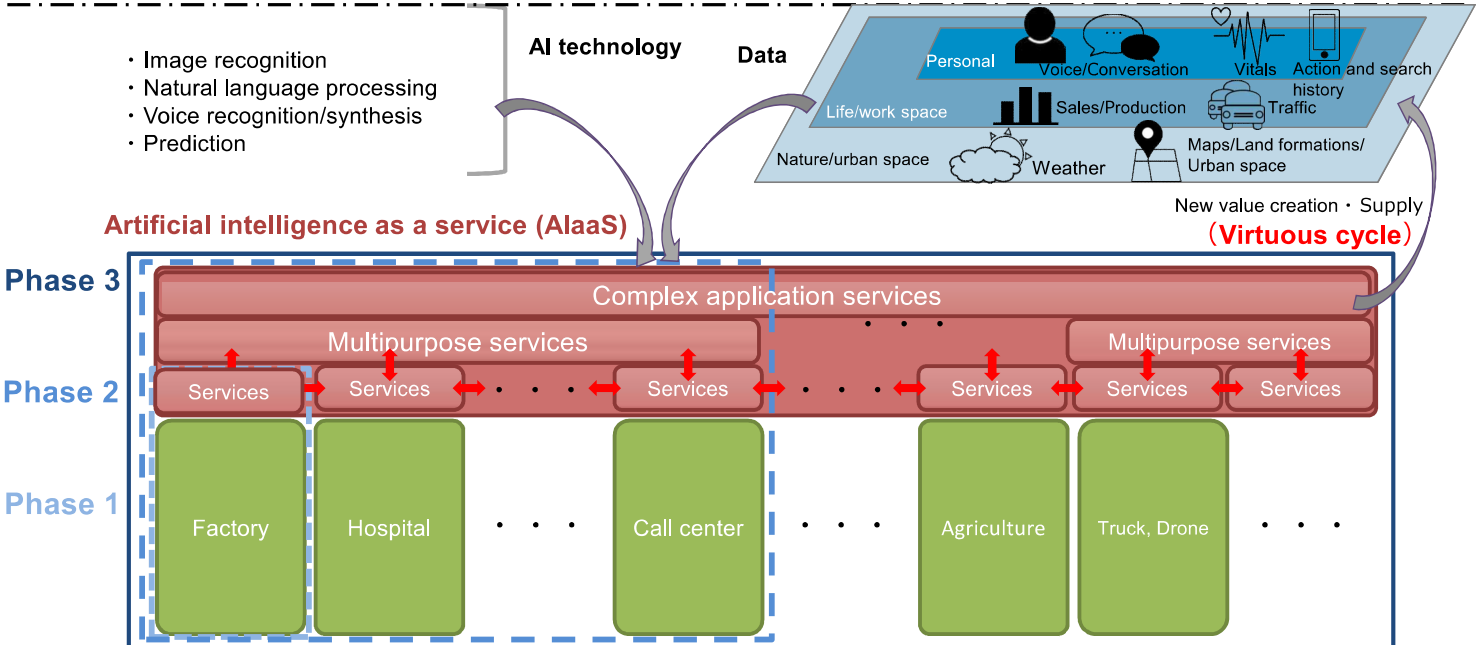 ・Image recognition
・Natural language processing
・Voice recognition/synthesis
・Prediction
AI technology
Data
Personal
Voice/Conversation
Vitals
Action and search
history
Life/work space
Sales/Production
Traffic
Nature/urban space
Weather
Maps/Land formations/
Urban space
New value creation・Supply
（Virtuous cycle）
Artificial intelligence as a service (AIaaS)
Phase 3
Complex application services
・・・
Multipurpose services
Multipurpose services
Phase 2
Services
Services
・・・
Services
・・・
Services
Services
Services
Phase 1
Factory
Hospital
・・・
Call center
・・・
Agriculture
Truck, Drone
・・・